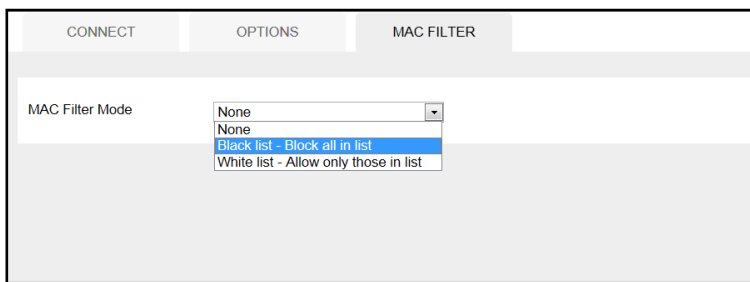 CONNECT OPTIONS MAC FILTER
MAC Filter Mode None
None
Black list - Block all in list
White list - Allow only those in list